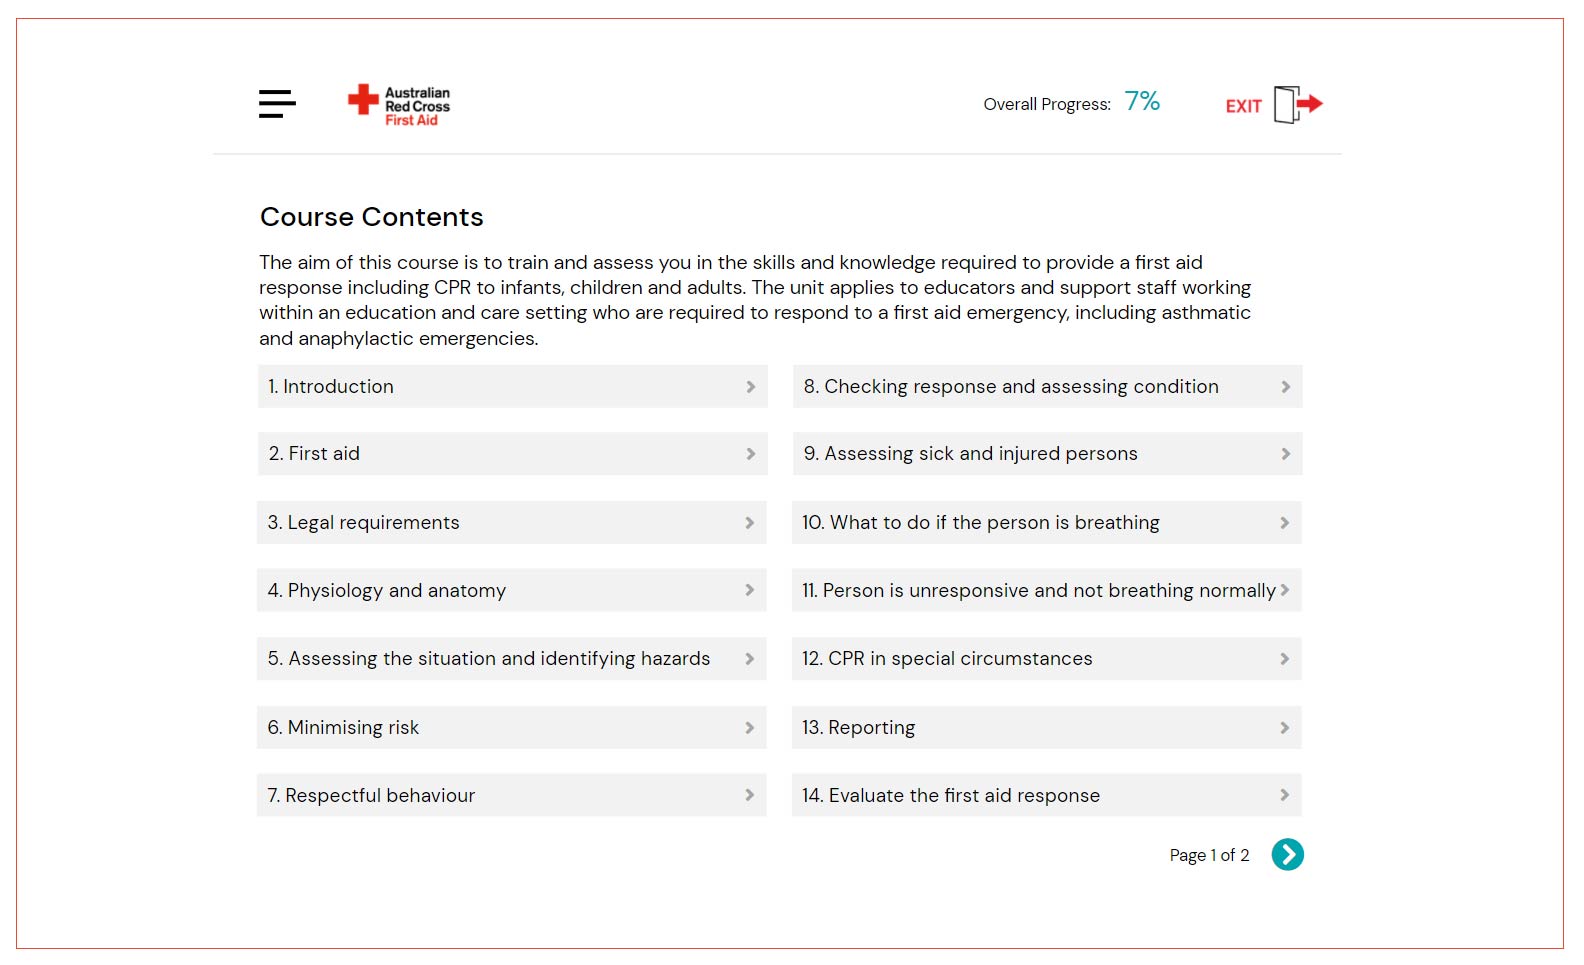 Australian
Red Cross
First Aid
Overall Progress: 7%
EXIT
Course Contents
The aim of this course is to train and assess you in the skills and knowledge required to provide a first aid
response including CPR to infants, children and adults. The unit applies to educators and support staff working
within an education and care setting who are required to respond to a first aid emergency, including asthmatic
and anaphylactic emergencies.
1. Introduction
2. First aid
3. Legal requirements
4. Physiology and anatomy
5. Assessing the situation and identifying hazards
6. Minimising risk
7. Respectful behaviour
8. Checking response and assessing condition
9. Assessing sick and injured persons
10. What to do if the person is breathing
11. Person is unresponsive and not breathing normally
12. CPR in special circumstances
13. Reporting
14. Evaluate the first aid response
Page 1 of 2